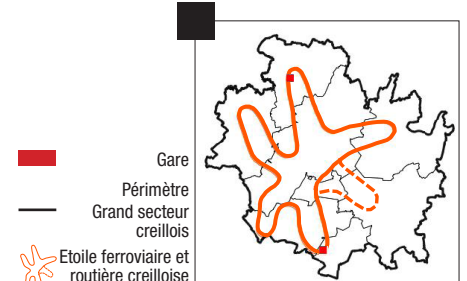 Gare
Périmètre
Grand secteur
creillois
Etoile ferroviaire et
routière creilloise